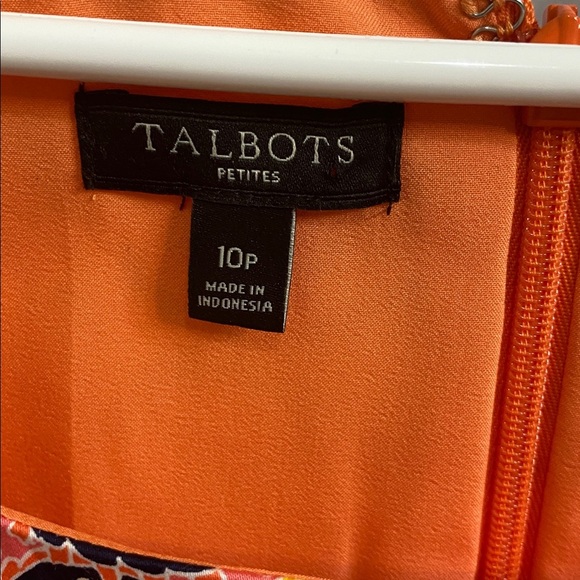 TALBOTS
PETITES
10P
MADE IN
INDONESIA